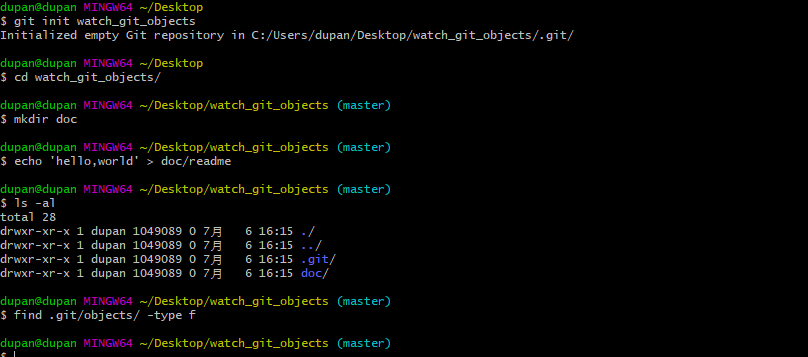 dupan@dupan MINGW64 ~/Desktop
$ git init watch_git_objects
Initialized empty Git repository in C:/Users/dupan/Desktop/watch_git_objects/.git/
dupan@dupan MINGW64 ~/Desktop
$ cd watch_git_objects/
dupan@dupan MINGW64 ~/Desktop/watch_git_objects (master)
$ mkdir doc
dupan@dupan MINGW64 ~/Desktop/watch_git_objects (master)
$ echo 'hello,world' > doc/readme
dupan@dupan MINGW64 ~/Desktop/watch_git_objects (master)
$ ls -al
total 28
drwxr-xr-x 1 dupan 1049089 0 7月   6 16:15 ./
drwxr-xr-x 1 dupan 1049089 0 7月   6 16:15 ../
drwxr-xr-x 1 dupan 1049089 0 7月   6 16:15 .git/
drwxr-xr-x 1 dupan 1049089 0 7月   6 16:15 doc/
dupan@dupan MINGW64 ~/Desktop/watch_git_objects (master)
$ find .git/objects/ -type f
dupan@dupan MINGW64 ~/Desktop/watch_git_objects (master)
$